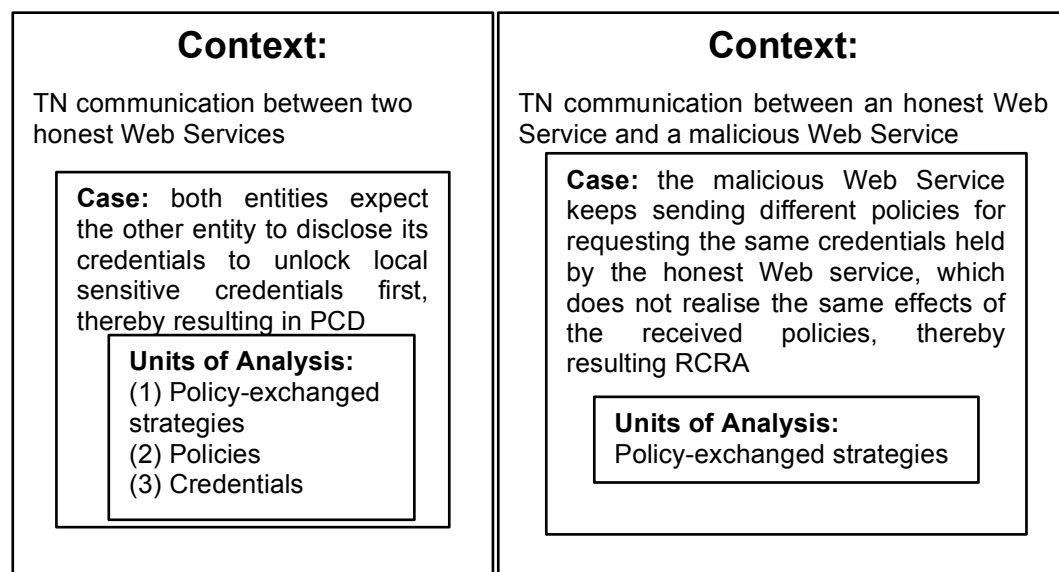 Context:
TN communication between two
honest Web Services
Case: both entities expect
the other entity to disclose its
credentials to unlock local
sensitive credentials first,
thereby resulting in PCD
Units of Analysis:
(1) Policy-exchanged
strategies
(2) Policies
(3) Credentials
Context:
TN communication between an honest Web
Service and a malicious Web Service
Case: the malicious Web Service
keeps sending different policies for
requesting the same credentials held
by the honest Web service, which
does not realise the same effects of
the received policies, thereby
resulting RCRA
Units of Analysis:
Policy-exchanged strategies